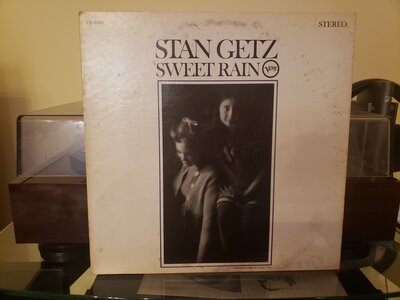 STEREO
STAN GETZ
SWEET RAIN
Verve